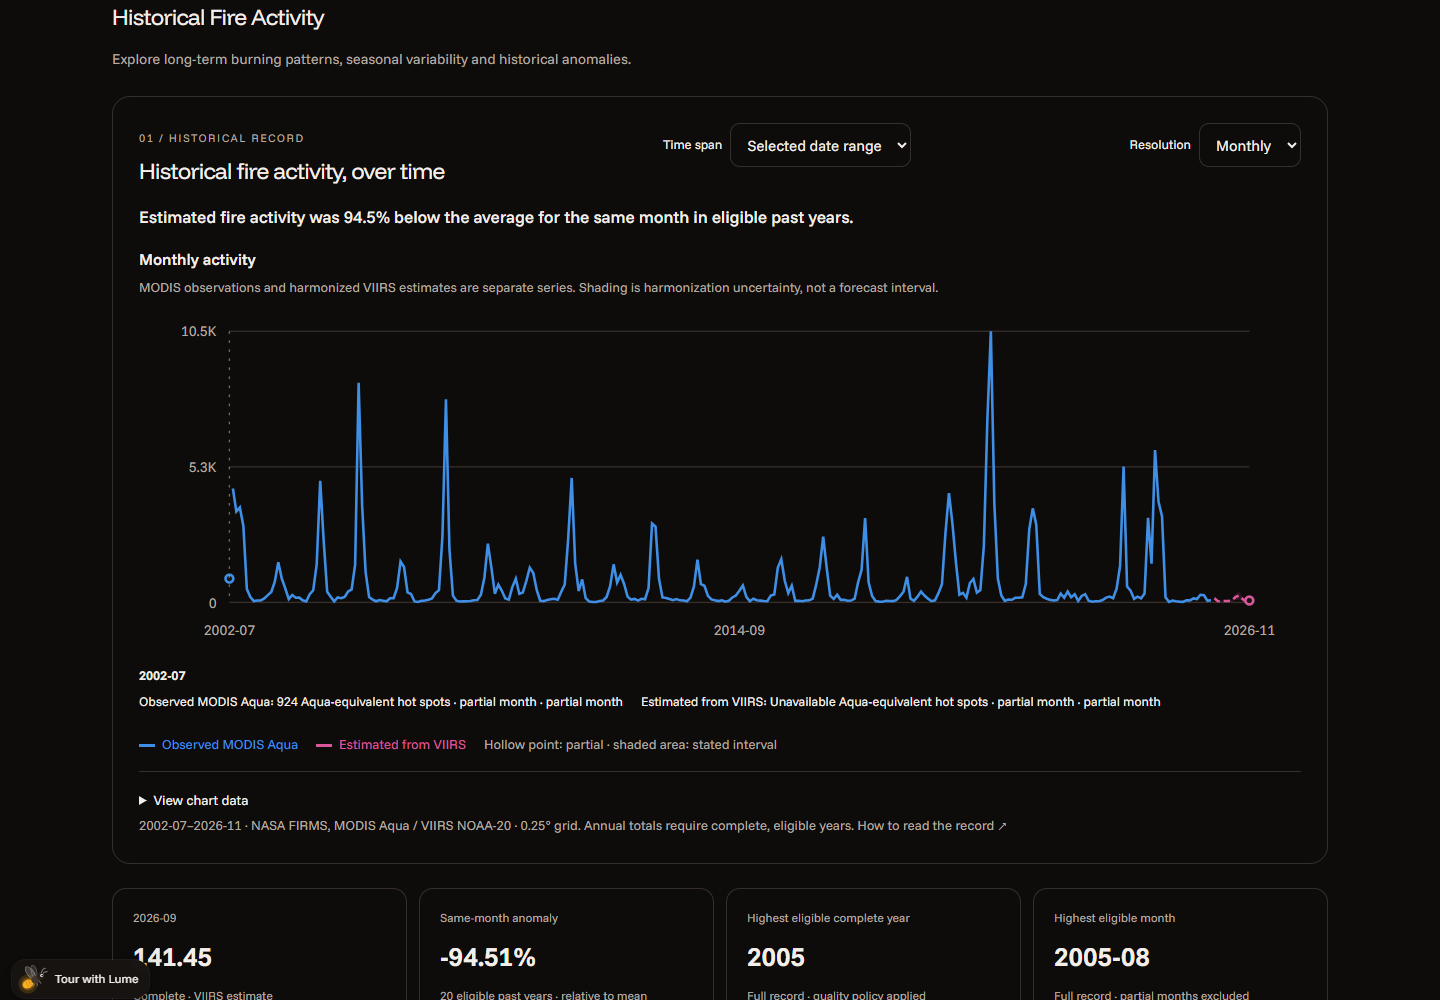 Historical Fire Activity
Explore long-term burning patterns, seasonal variability and historical anomalies.
01 / HISTORICAL RECORD
Time span
Selected date range
Resolution
Monthly
Historical fire activity, over time
Estimated fire activity was 94.5% below the average for the same month in eligible past years.
Monthly activity
MODIS observations and harmonized VIIRS estimates are separate series. Shading is harmonization uncertainty, not a forecast interval.
10.5K
5.3K
0
2002-07
2014-09
2026-11
2002-07
Observed MODIS Aqua: 924 Aqua-equivalent hot spots · partial month · partial month
Estimated from VIIRS: Unavailable Aqua-equivalent hot spots · partial month · partial month
Observed MODIS Aqua
Estimated from VIIRS
Hollow point: partial · shaded area: stated interval
▶ View chart data
2002-07–2026-11 · NASA FIRMS, MODIS Aqua / VIIRS NOAA-20 · 0.25° grid. Annual totals require complete, eligible years. How to read the record ↗
2026-09
141.45
Complete · VIIRS estimate
Same-month anomaly
-94.51%
20 eligible past years · relative to mean
Highest eligible complete year
2005
Full record · quality policy applied
Highest eligible month
2005-08
Full record · partial months excluded
Tour with Lume